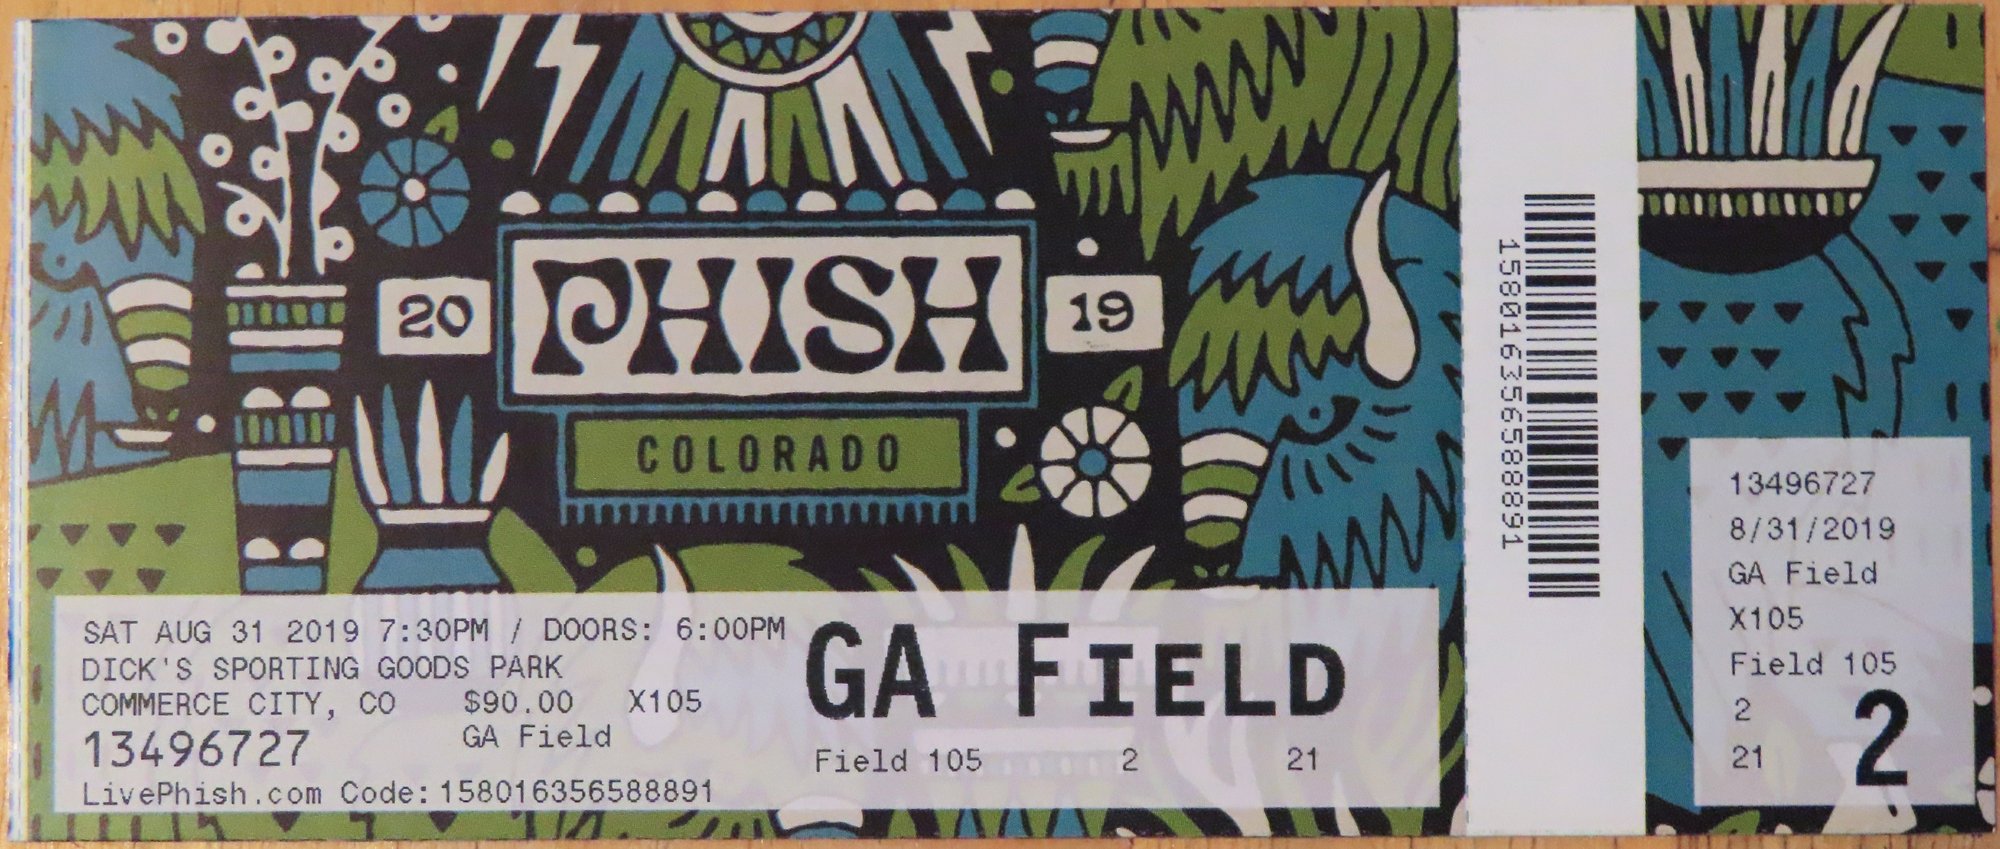 20 PHISH 19
COLORADO
SAT AUG 31 2019 7:30PM / DOORS: 6:00PM
DICK'S SPORTING GOODS PARK
COMMERCE CITY, CO $90.00 X105
13496727 GA Field
LivePhish.com Code: 158016356588891
GA FIELD
Field 105 2 21
158016356588891
13496727
8/31/2019
GA Field
X105
Field 105
2
21
2